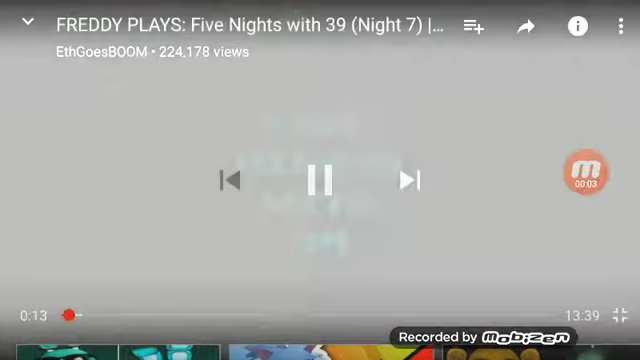 FREDDY PLAYS: Five Nights with 39 (Night 7) |...
EthGoesBOOM • 224,178 views
00:03
0:13
13:39
Recorded by mobizen